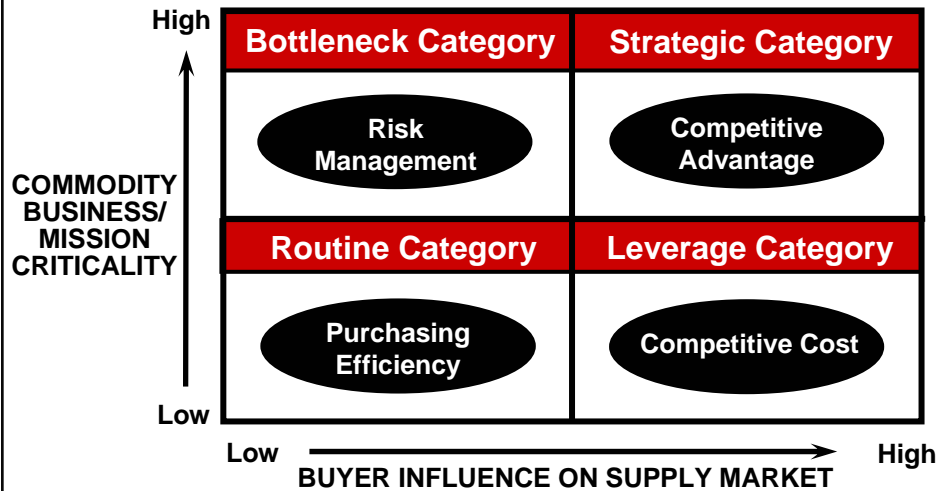 High
Bottleneck Category
Strategic Category
Risk
Management
Competitive
Advantage
COMMODITY
BUSINESS/
MISSION
CRITICALITY
Routine Category
Leverage Category
Purchasing
Efficiency
Competitive Cost
Low
Low
High
BUYER INFLUENCE ON SUPPLY MARKET